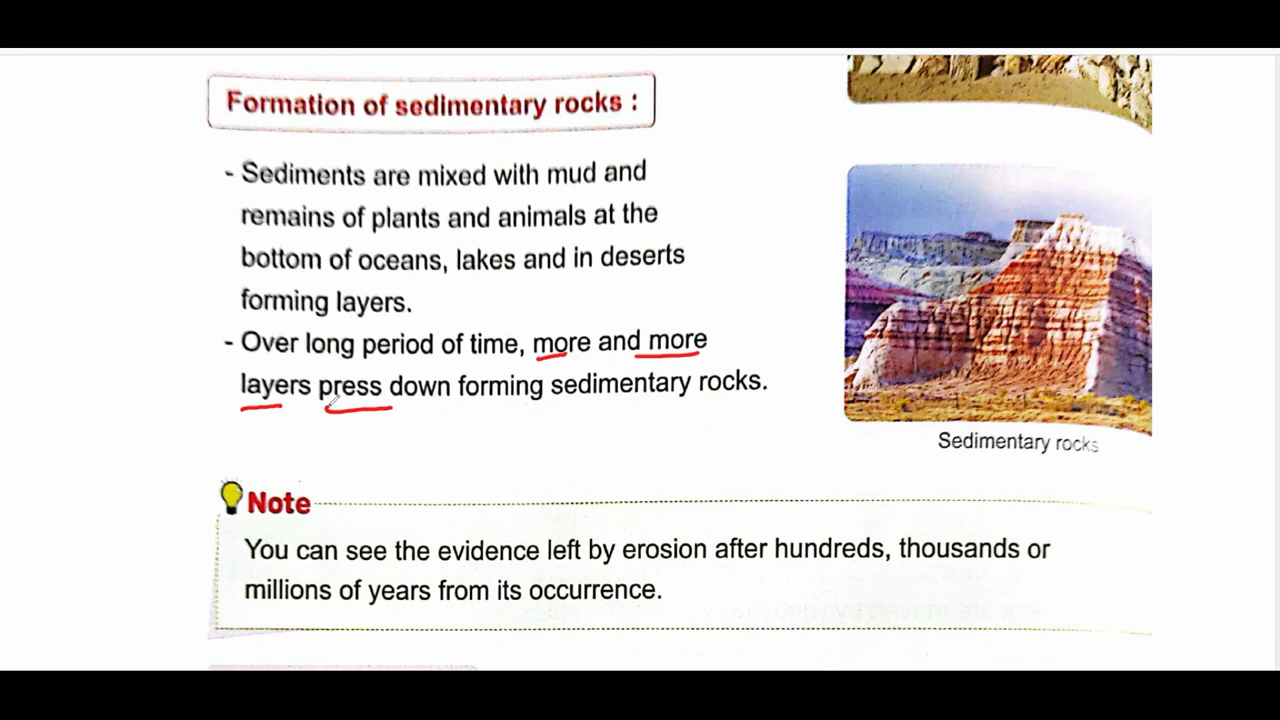 Formation of sedimentary rocks :
- Sediments are mixed with mud and
remains of plants and animals at the
bottom of oceans, lakes and in deserts
forming layers.
- Over long period of time, more and more
layers press down forming sedimentary rocks.
Sedimentary rocks
Note
You can see the evidence left by erosion after hundreds, thousands or
millions of years from its occurrence.